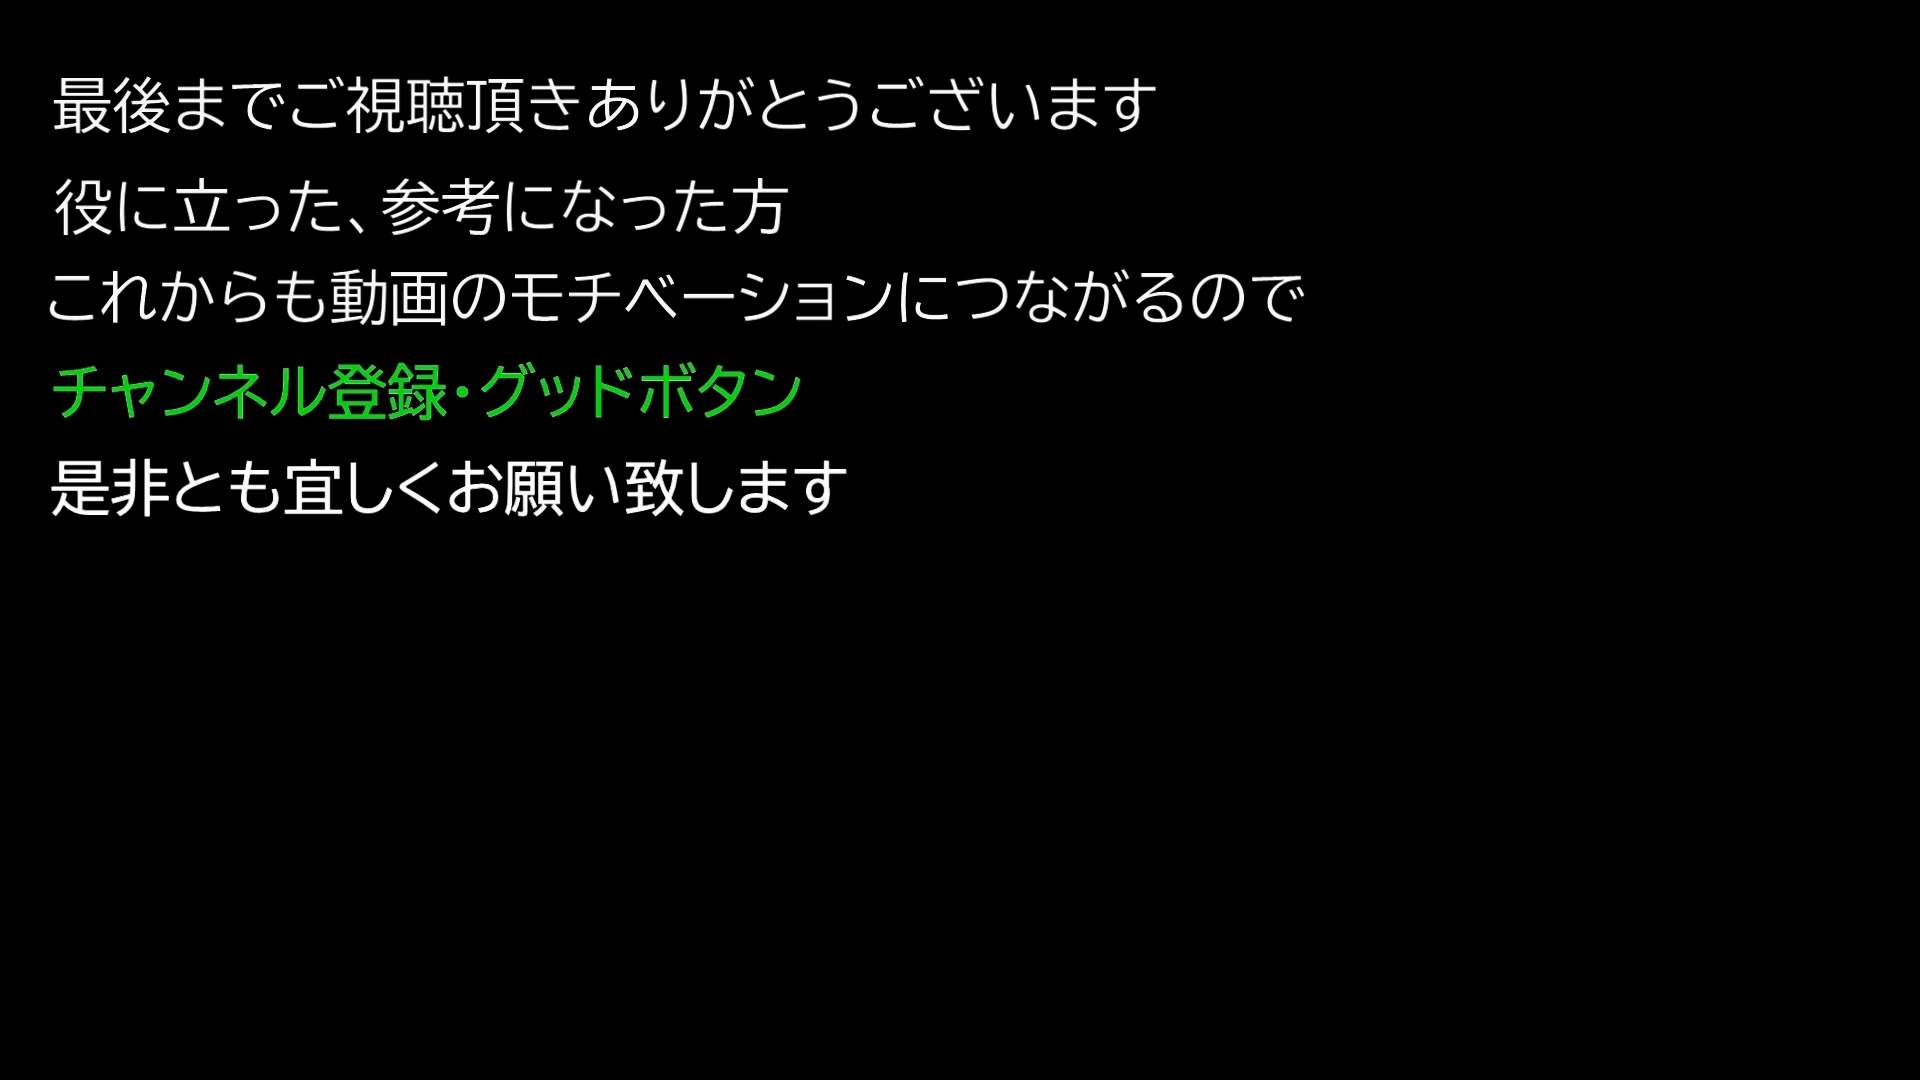 最後までご視聴頂きありがとうございます
役に立った、参考になった方
これからも動画のモチベーションにつながるので
チャンネル登録・グッドボタン
是非とも宜しくお願い致します